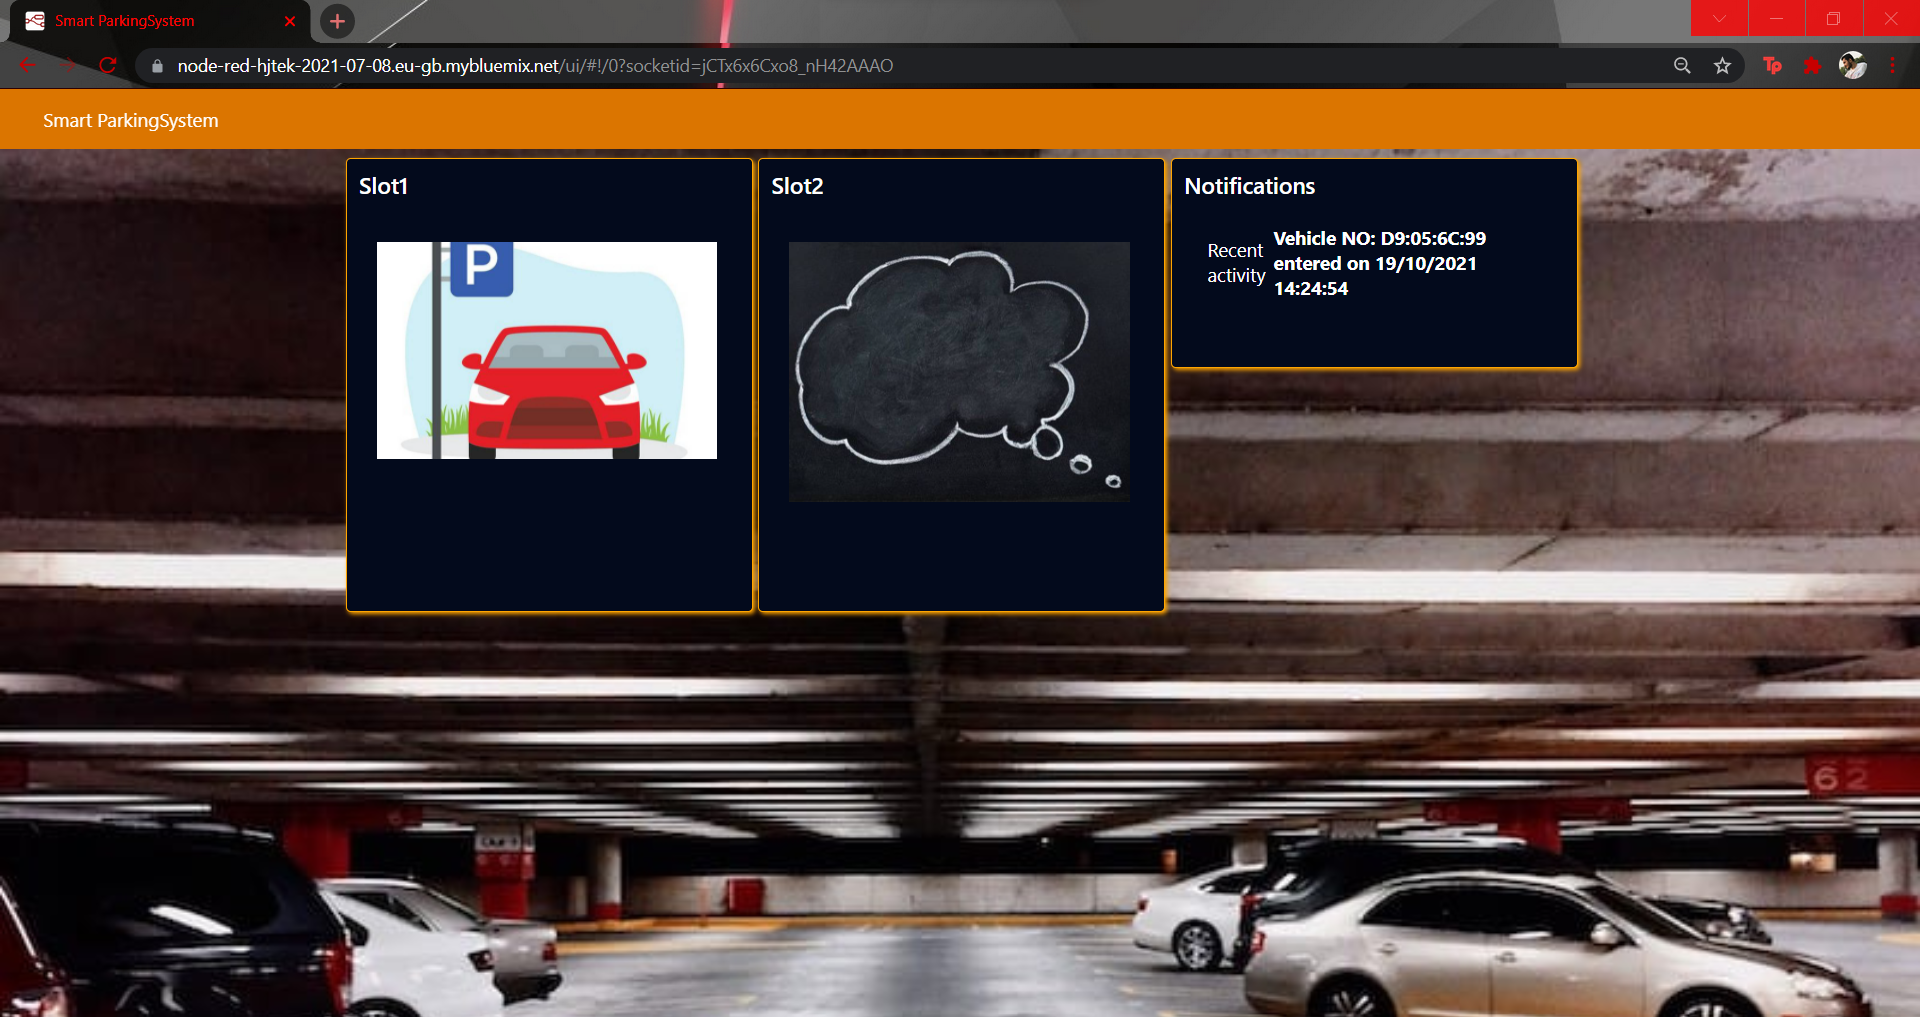 Smart ParkingSystem
node-red-hjtek-2021-07-08.eu-gb.mybluemix.net/ui/#!/0?socketid=jCTx6x6Cxo8_nH42AAAO
Tp
Smart ParkingSystem
Slot1
P
Slot2
Notifications
Recent
activity
Vehicle NO: D9:05:6C:99
entered on 19/10/2021
14:24:54
62